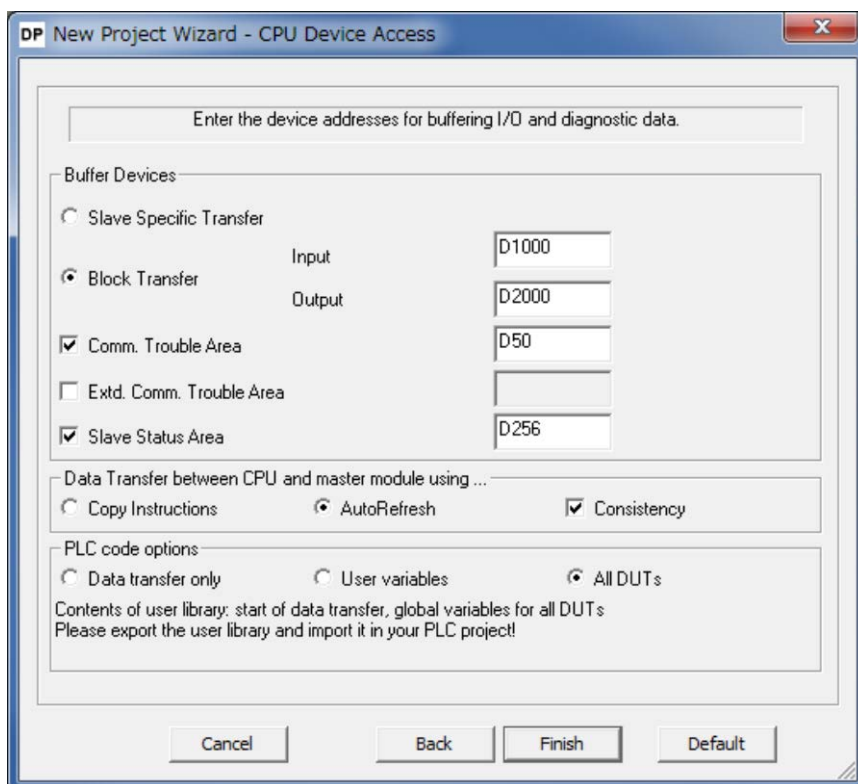 DP New Project Wizard - CPU Device Access
X
Enter the device addresses for buffering I/O and diagnostic data.
Buffer Devices
Slave Specific Transfer
Input D1000
Block Transfer
Output D2000
Comm. Trouble Area D50
Extd. Comm. Trouble Area
Slave Status Area D256
Data Transfer between CPU and master module using ...
Copy Instructions AutoRefresh Consistency
PLC code options
Data transfer only User variables All DUTs
Contents of user library: start of data transfer, global variables for all DUTs
Please export the user library and import it in your PLC project!
Cancel Back Finish Default